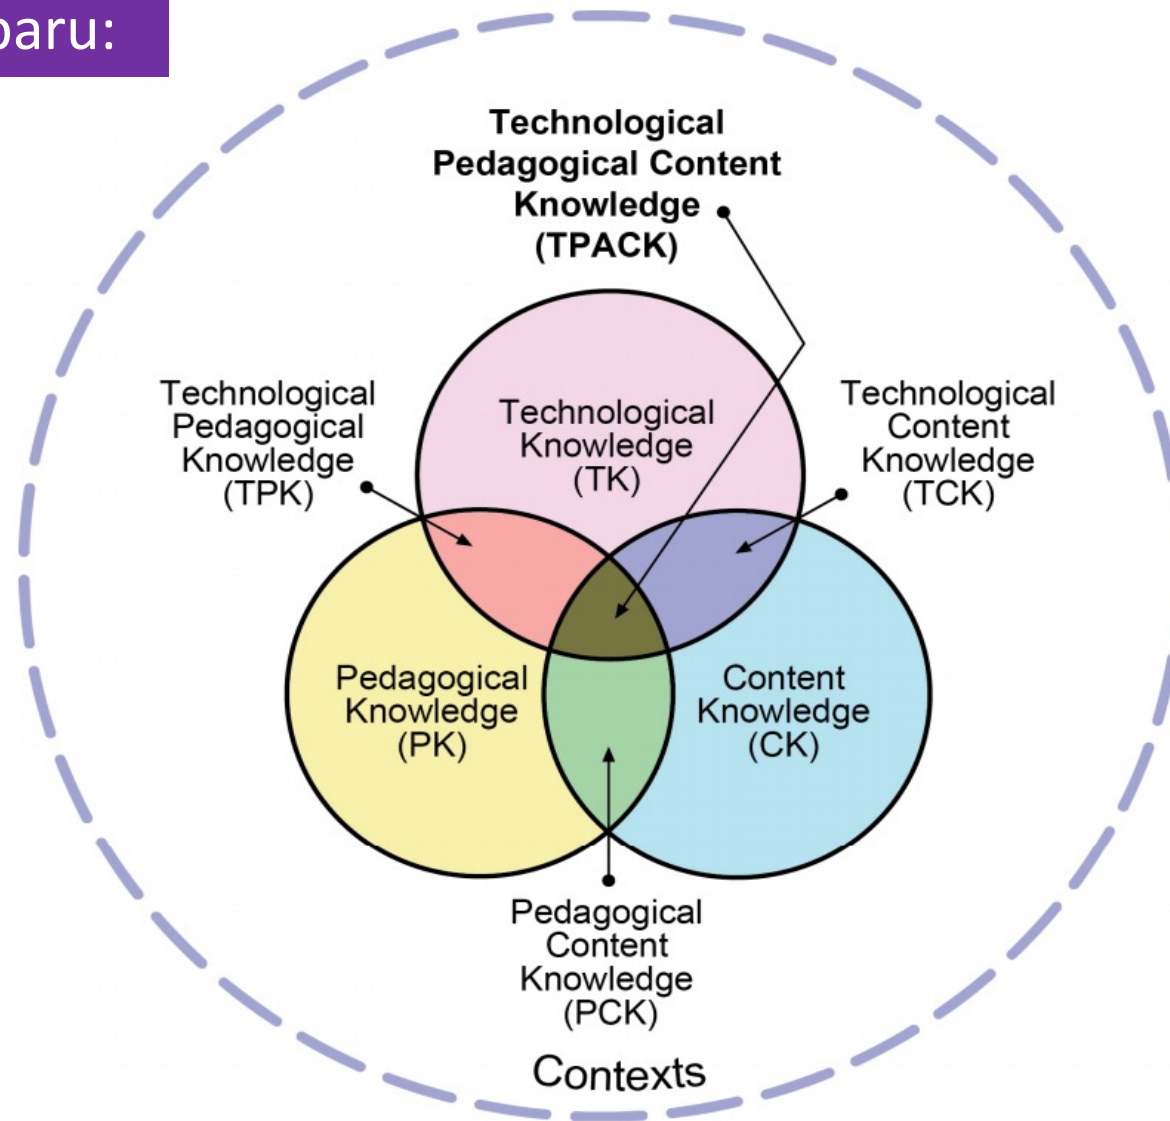 baru:
Technological
Pedagogical Content
Knowledge
(TPACK)
Technological
Pedagogical
Knowledge
(TPK)
Technological
Knowledge
(TK)
Technological
Content
Knowledge
(TCK)
Pedagogical
Knowledge
(PK)
Content
Knowledge
(CK)
Pedagogical
Content
Knowledge
(PCK)
Contexts